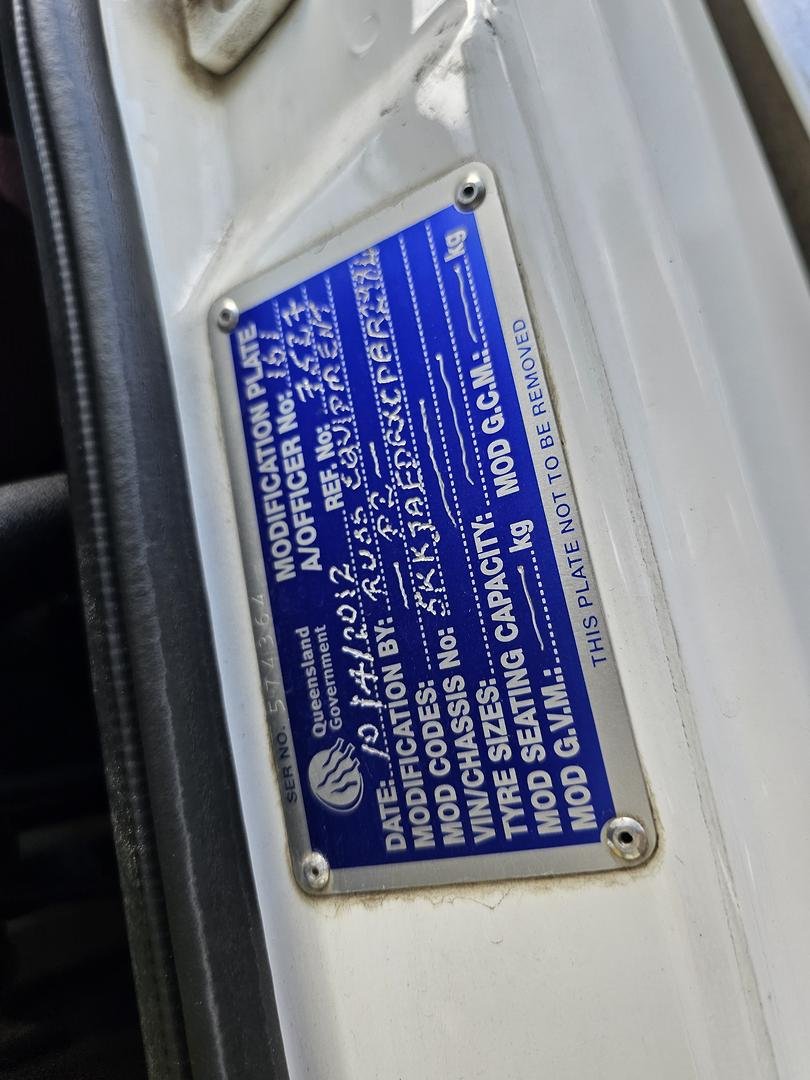 SER NO. 574364
Queensland
Government
MODIFICATION PLATE
A/OFFICER No: 161
DATE: 10/4/2012 REF. No:
MODIFICATION BY: RUSS EQUIPMENT
MOD CODES:
VIN/CHASSIS No:
TYRE SIZES:
MOD SEATING CAPACITY:
MOD G.V.M.: kg MOD G.C.M.: kg
THIS PLATE NOT TO BE REMOVED